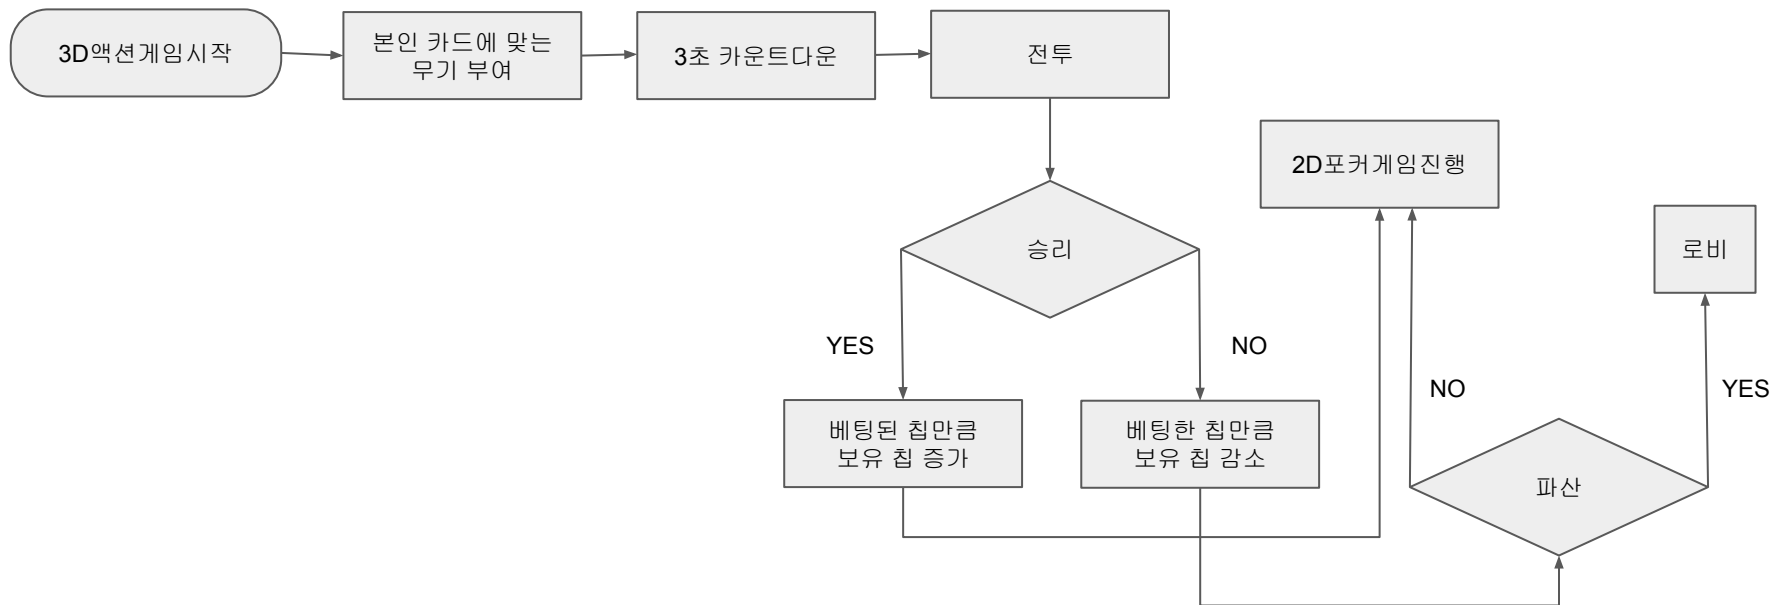 3D액션게임시작
본인 카드에 맞는
무기 부여
3초 카운트다운
전투
2D포커게임진행
승리
로비
YES
NO
NO
YES
베팅된 칩만큼
보유 칩 증가
베팅한 칩만큼
보유 칩 감소
파산